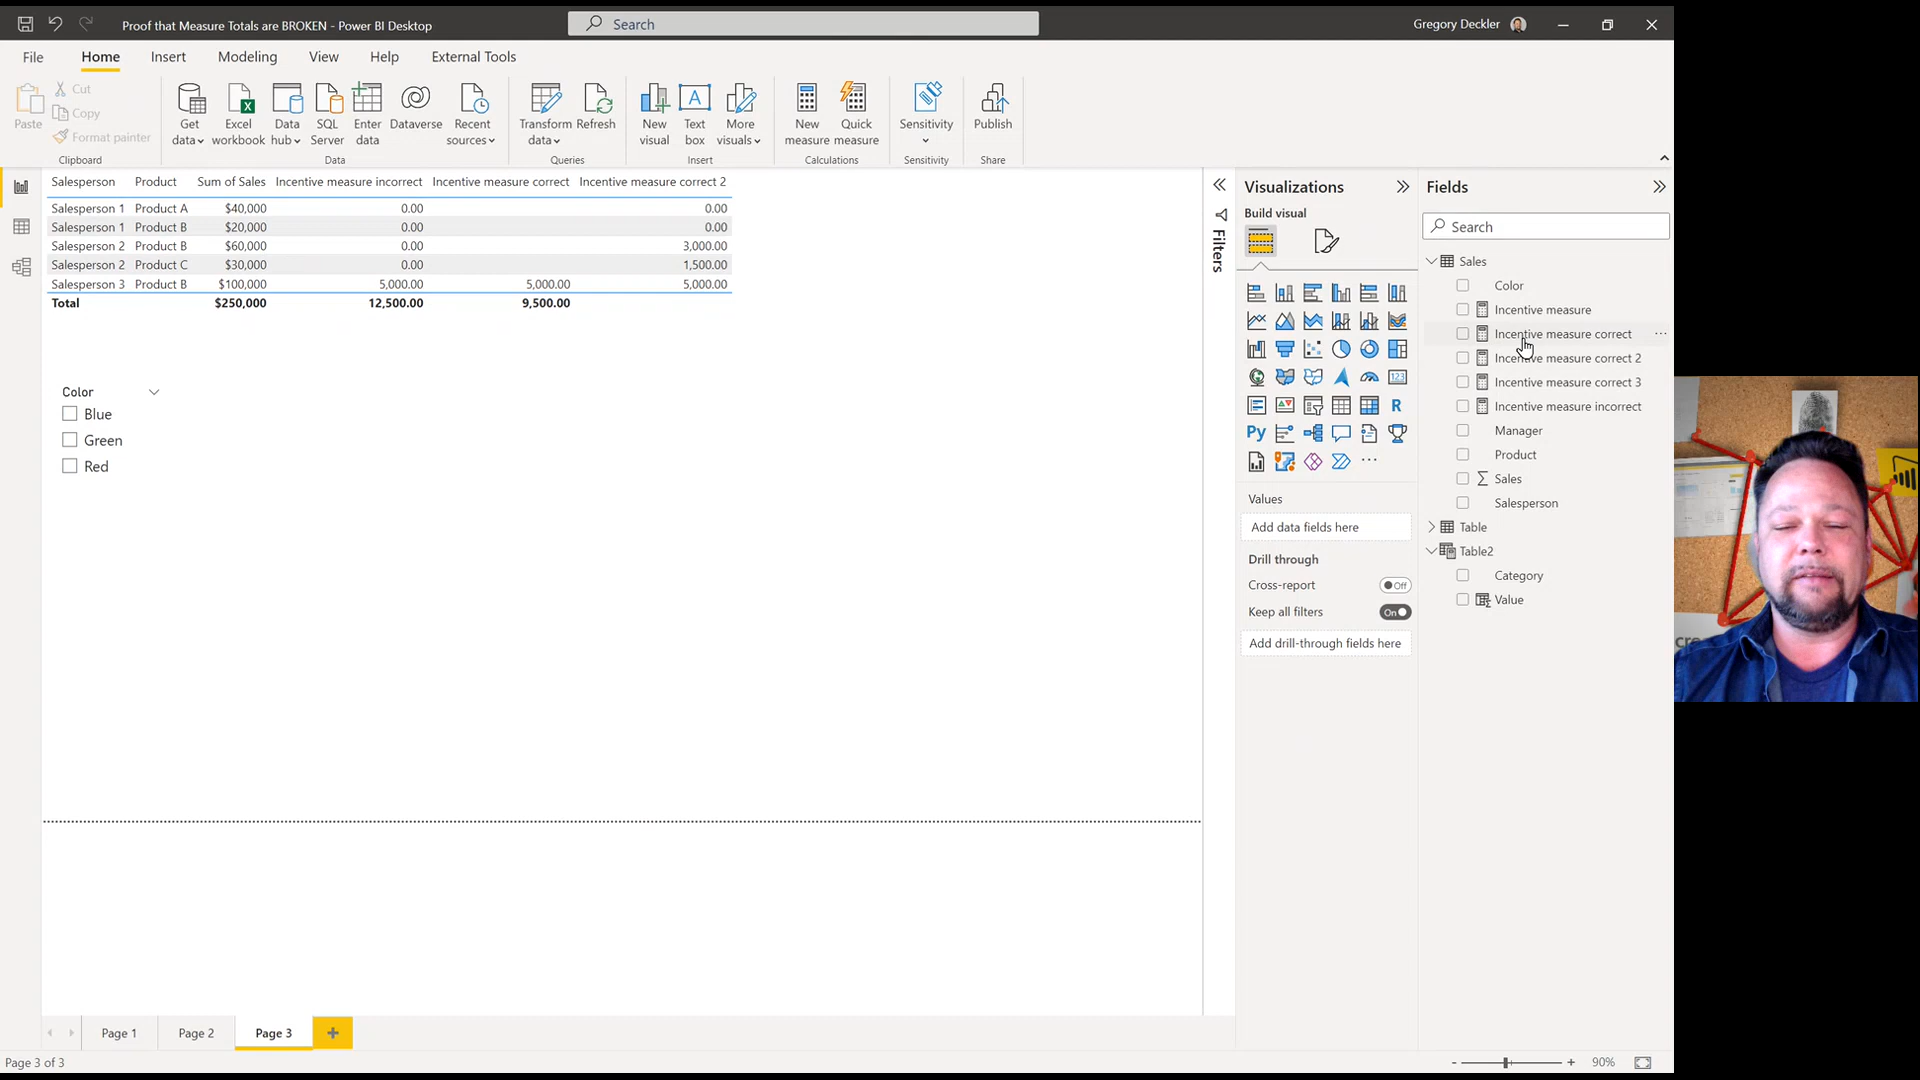 Proof that Measure Totals are BROKEN - Power BI Desktop
Search
Gregory Deckler
File Home Insert Modeling View Help External Tools
Paste
Cut
Copy
Format painter
Clipboard
Get data
Excel workbook
Data hub
SQL Server
Enter data
Dataverse
Recent sources
Data
Transform data
Refresh
Queries
New visual
Text box
More visuals
Insert
New measure
Quick measure
Calculations
Sensitivity
Sensitivity
Publish
Share
Salesperson Product Sum of Sales Incentive measure incorrect Incentive measure correct Incentive measure correct 2
Salesperson 1 Product A $40,000 0.00 0.00
Salesperson 1 Product B $20,000 0.00 0.00
Salesperson 2 Product B $60,000 0.00 3,000.00
Salesperson 2 Product C $30,000 0.00 1,500.00
Salesperson 3 Product B $100,000 5,000.00 5,000.00 5,000.00
Total $250,000 12,500.00 9,500.00
Color
Blue
Green
Red
Filters
Visualizations
Build visual
123
R
Py
Values
Add data fields here
Drill through
Cross-report Off
Keep all filters On
Add drill-through fields here
Fields
Search
Sales
Color
Incentive measure
Incentive measure correct
Incentive measure correct 2
Incentive measure correct 3
Incentive measure incorrect
Manager
Product
Sales
Salesperson
Table
Table2
Category
Value
Page 1 Page 2 Page 3
Page 3 of 3
90%